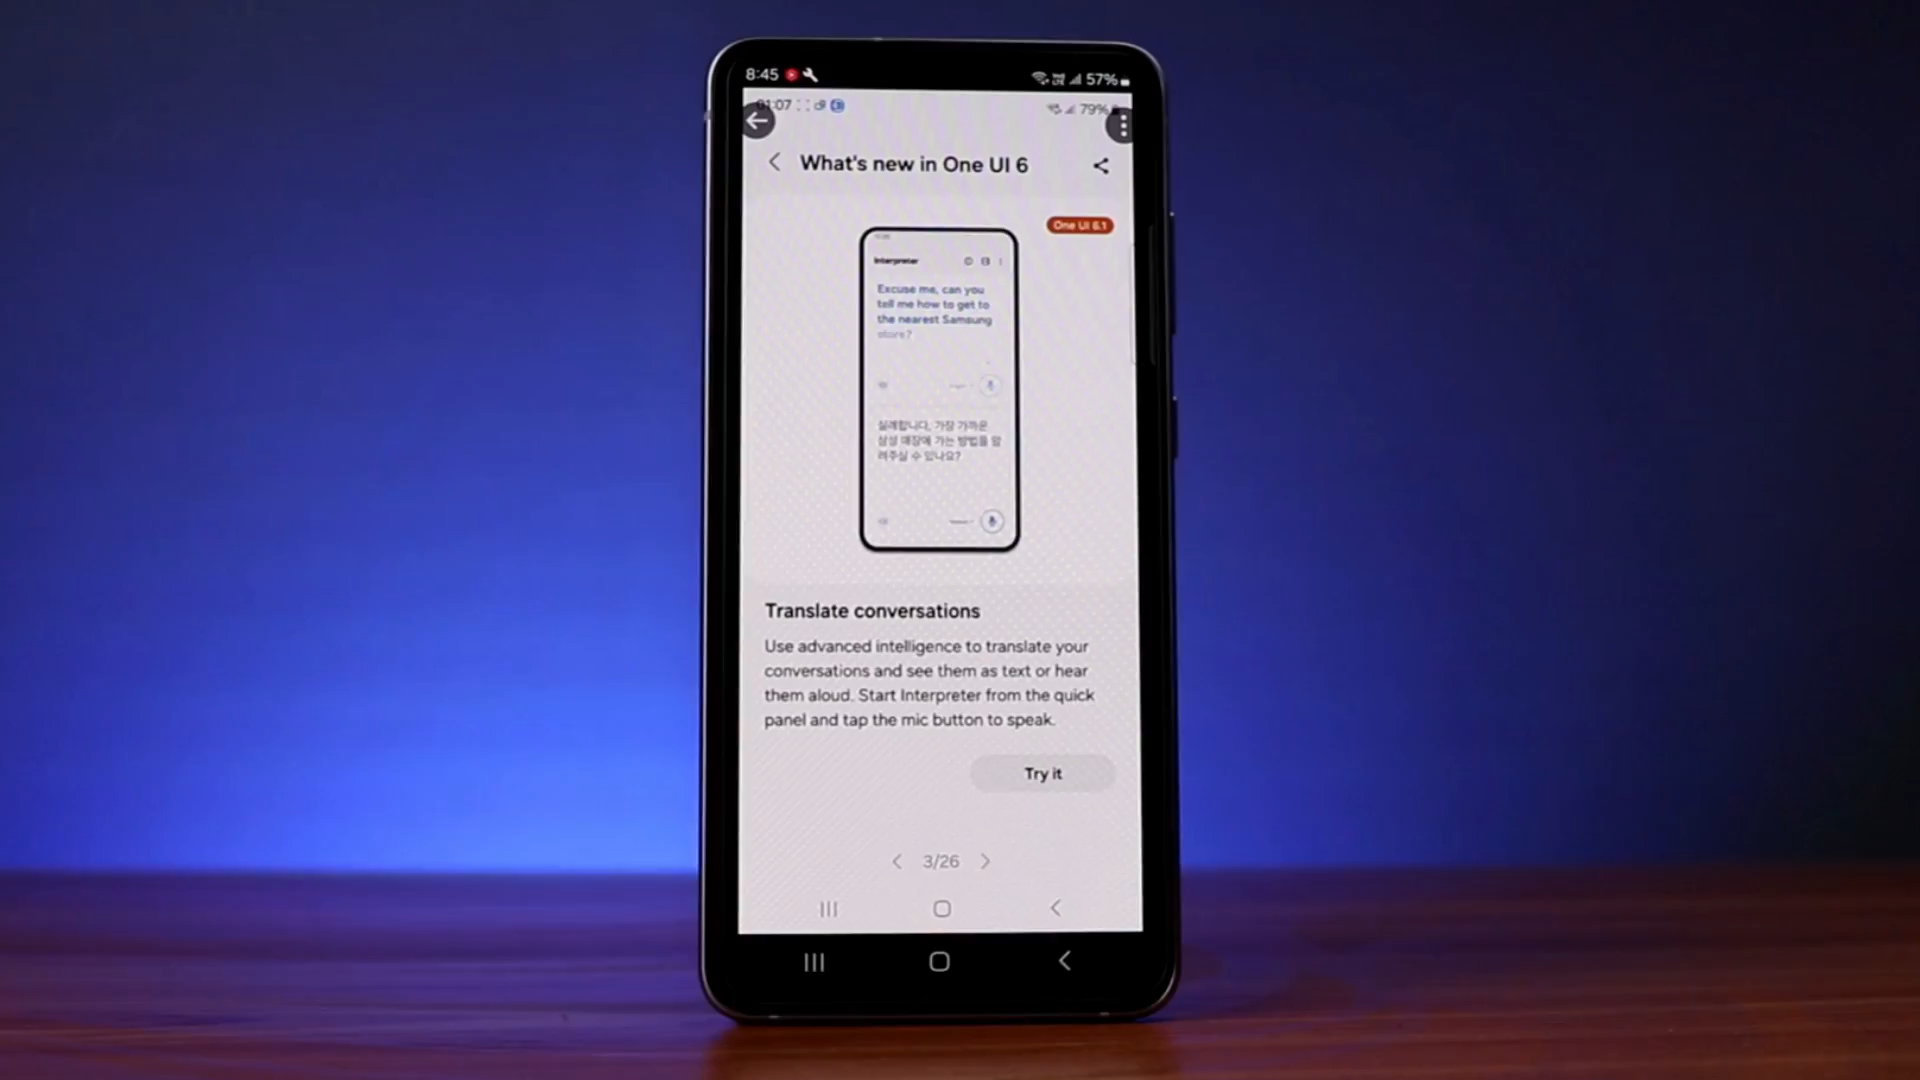 8:45
57%
01:07
79%
What's new in One UI 6
One UI 6.1
Interpreter
Excuse me, can you
tell me how to get to
the nearest Samsung
store?
실례합니다, 가장 가까운
삼성 매장에 가는 방법을 알
려주실 수 있나요?
Translate conversations
Use advanced intelligence to translate your
conversations and see them as text or hear
them aloud. Start Interpreter from the quick
panel and tap the mic button to speak.
Try it
3/26